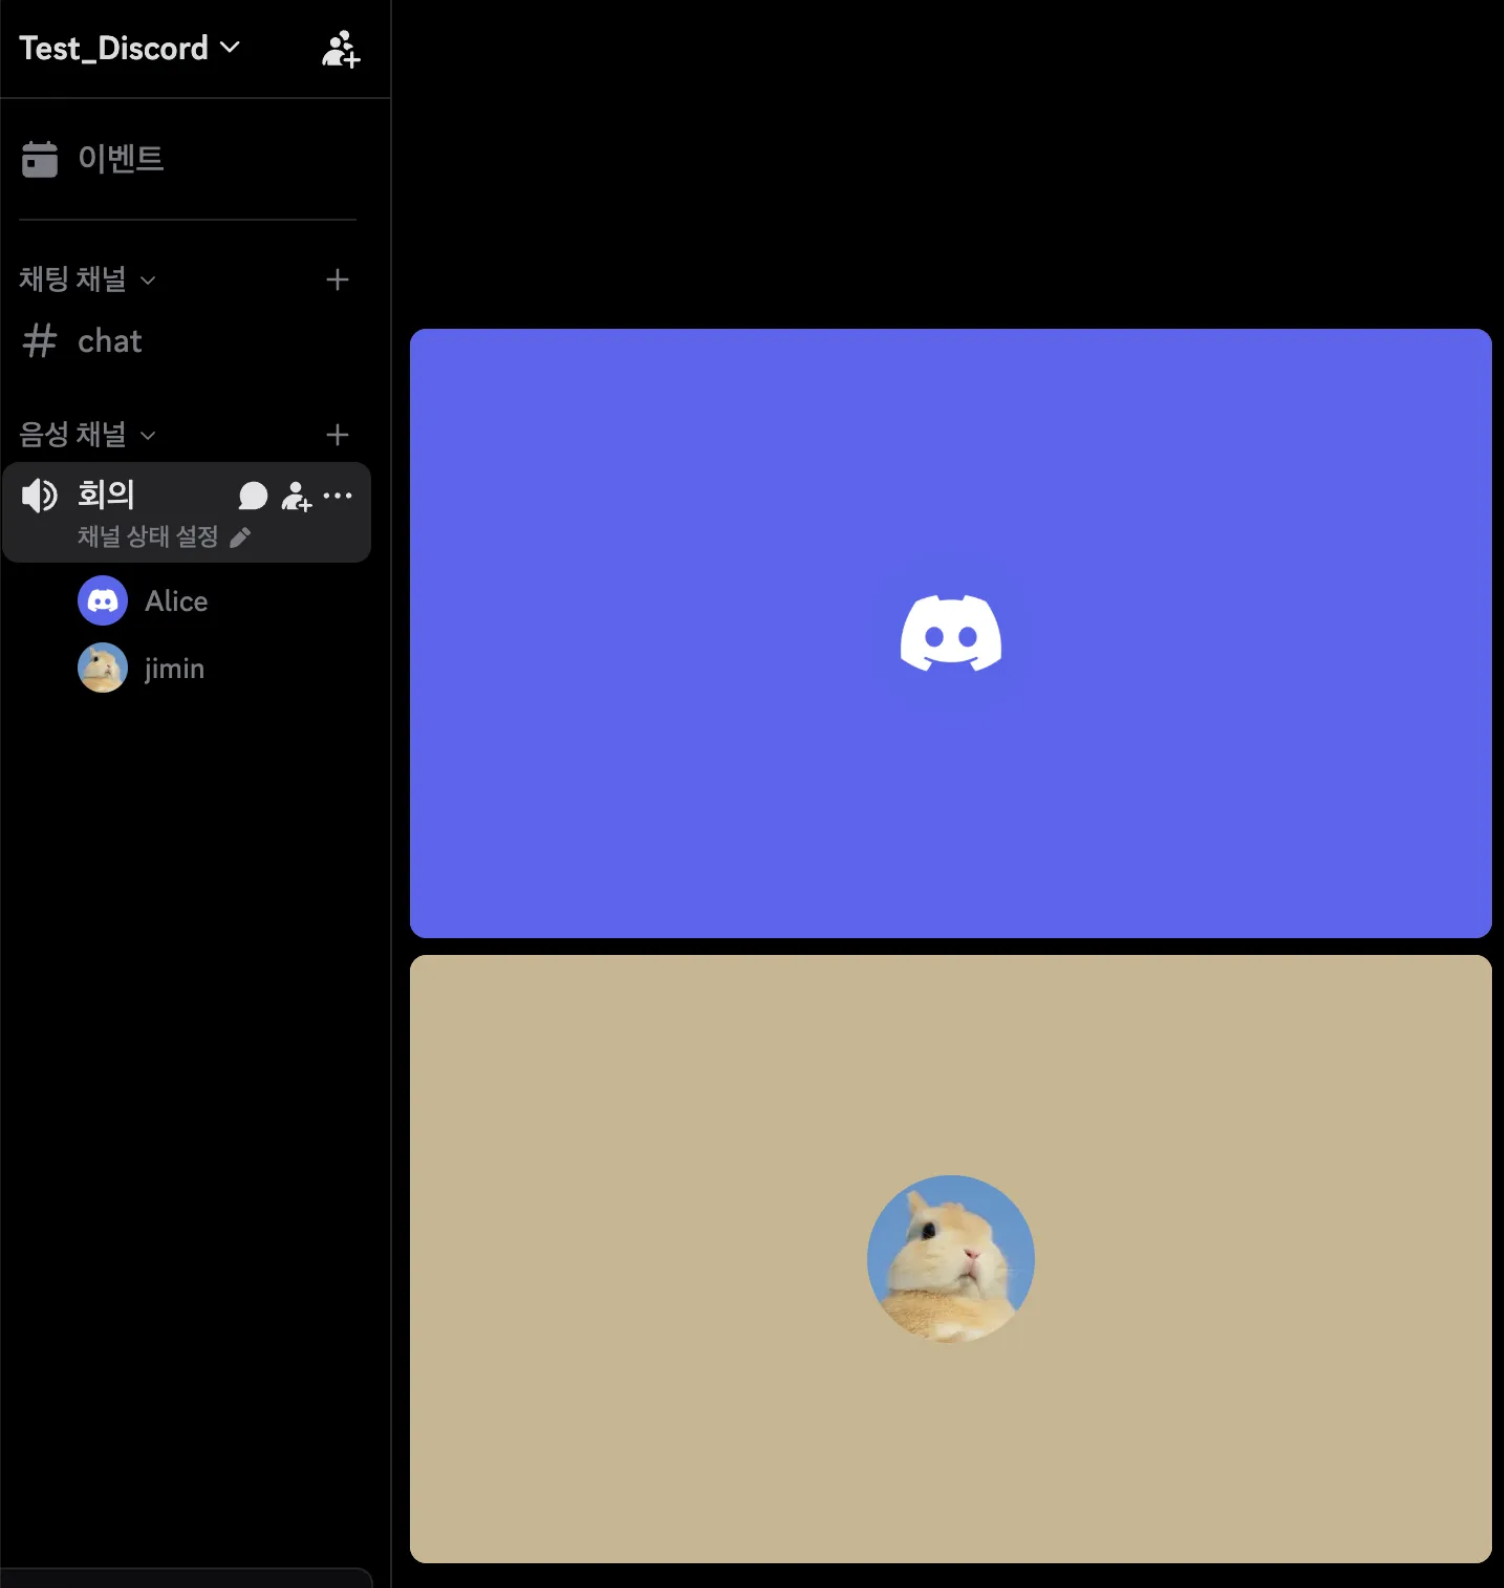 Test_Discord
이벤트
채팅 채널
chat
음성 채널
회의
채널 상태 설정
Alice
jimin